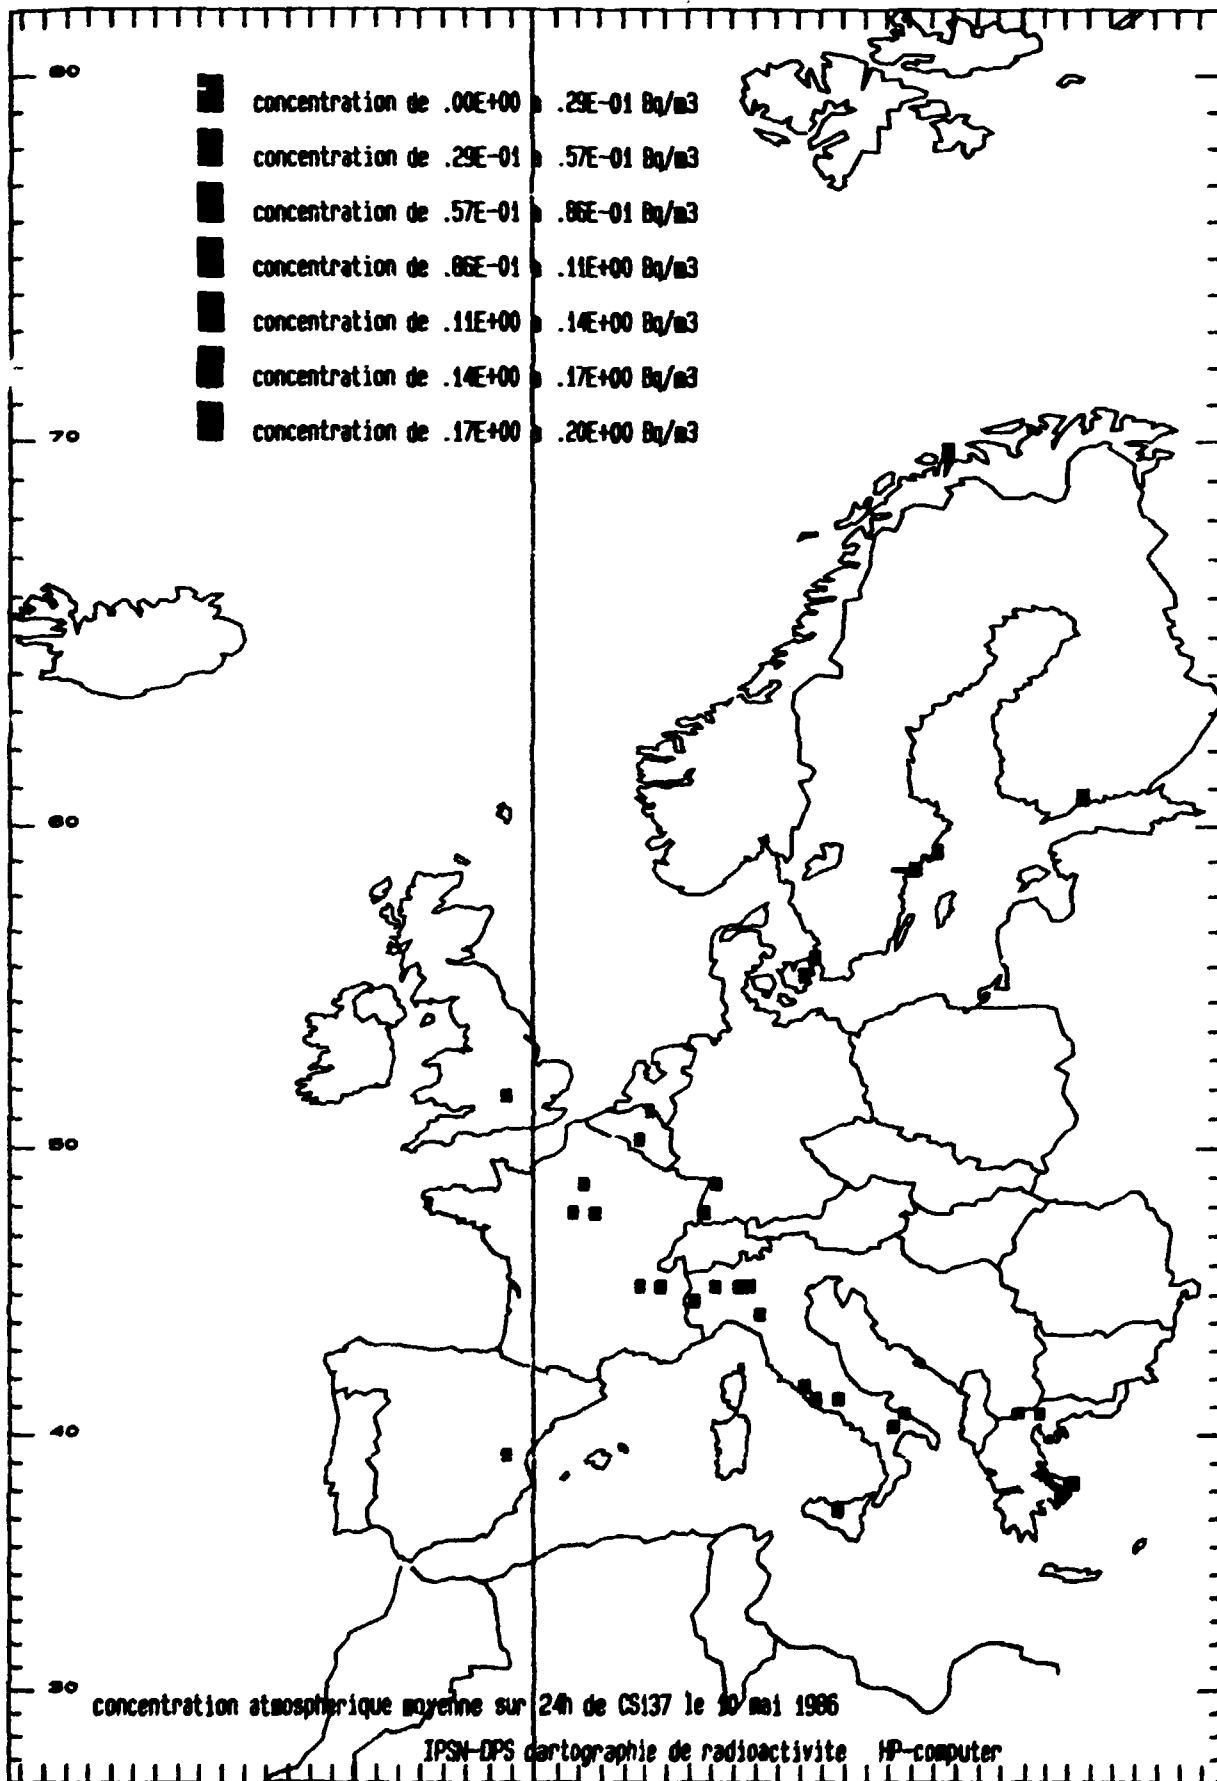 80
concentration de .00E+00 a .29E-01 Bq/m3
concentration de .29E-01 a .57E-01 Bq/m3
concentration de .57E-01 a .86E-01 Bq/m3
concentration de .86E-01 a .11E+00 Bq/m3
concentration de .11E+00 a .14E+00 Bq/m3
concentration de .14E+00 a .17E+00 Bq/m3
concentration de .17E+00 a .20E+00 Bq/m3
70
60
50
40
30
concentration atmospherique moyenne sur 24h de CS137 le 10 mai 1986
IPSN-DPS cartographie de radioactivite HP-computer